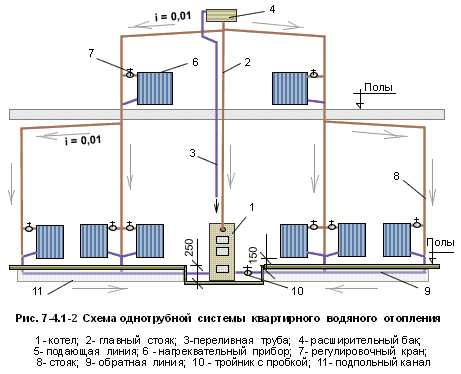 i = 0,01
4
7
6
2
Полы
i = 0,01
3
8
1
250
150
Полы
11
10
9
Рис. 7-4.1-2 Схема однотрубной системы квартирного водяного отопления
1 - котел; 2- главный стояк; 3-переливная труба; 4- расширительный бак;
5- подающая линия; 6 - нагреквательный прибор; 7- регулировочный кран;
8- стояк; 9- обратная линия; 10 - тройник с пробкой; 11- подпольный канал